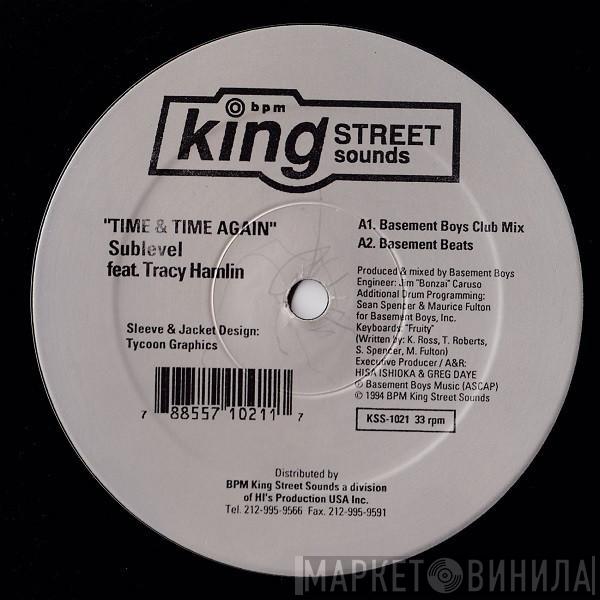 bpm
king STREET
sounds
"TIME & TIME AGAIN"
Sublevel
feat. Tracy Hamlin
A1. Basement Boys Club Mix
A2. Basement Beats
Produced & mixed by Basement Boys
Engineer: Jim "Bonzai" Caruso
Additional Drum Programming:
Sean Spencer & Maurice Fulton
for Basement Boys, Inc.
Keyboards: "Fruity"
(Written by: K. Ross, T. Roberts,
S. Spencer, M. Fulton)
Executive Producer / A&R:
HISA ISHIOKA & GREG DAYE
℗ Basement Boys Music (ASCAP)
© 1994 BPM King Street Sounds
Sleeve & Jacket Design:
Tycoon Graphics
7 88557 10211 7
KSS-1021 33 rpm
Distributed by
BPM King Street Sounds a division
of HI's Production USA Inc.
Tel. 212-995-9566 Fax. 212-995-9591
МАРКЕТ ВИНИЛА